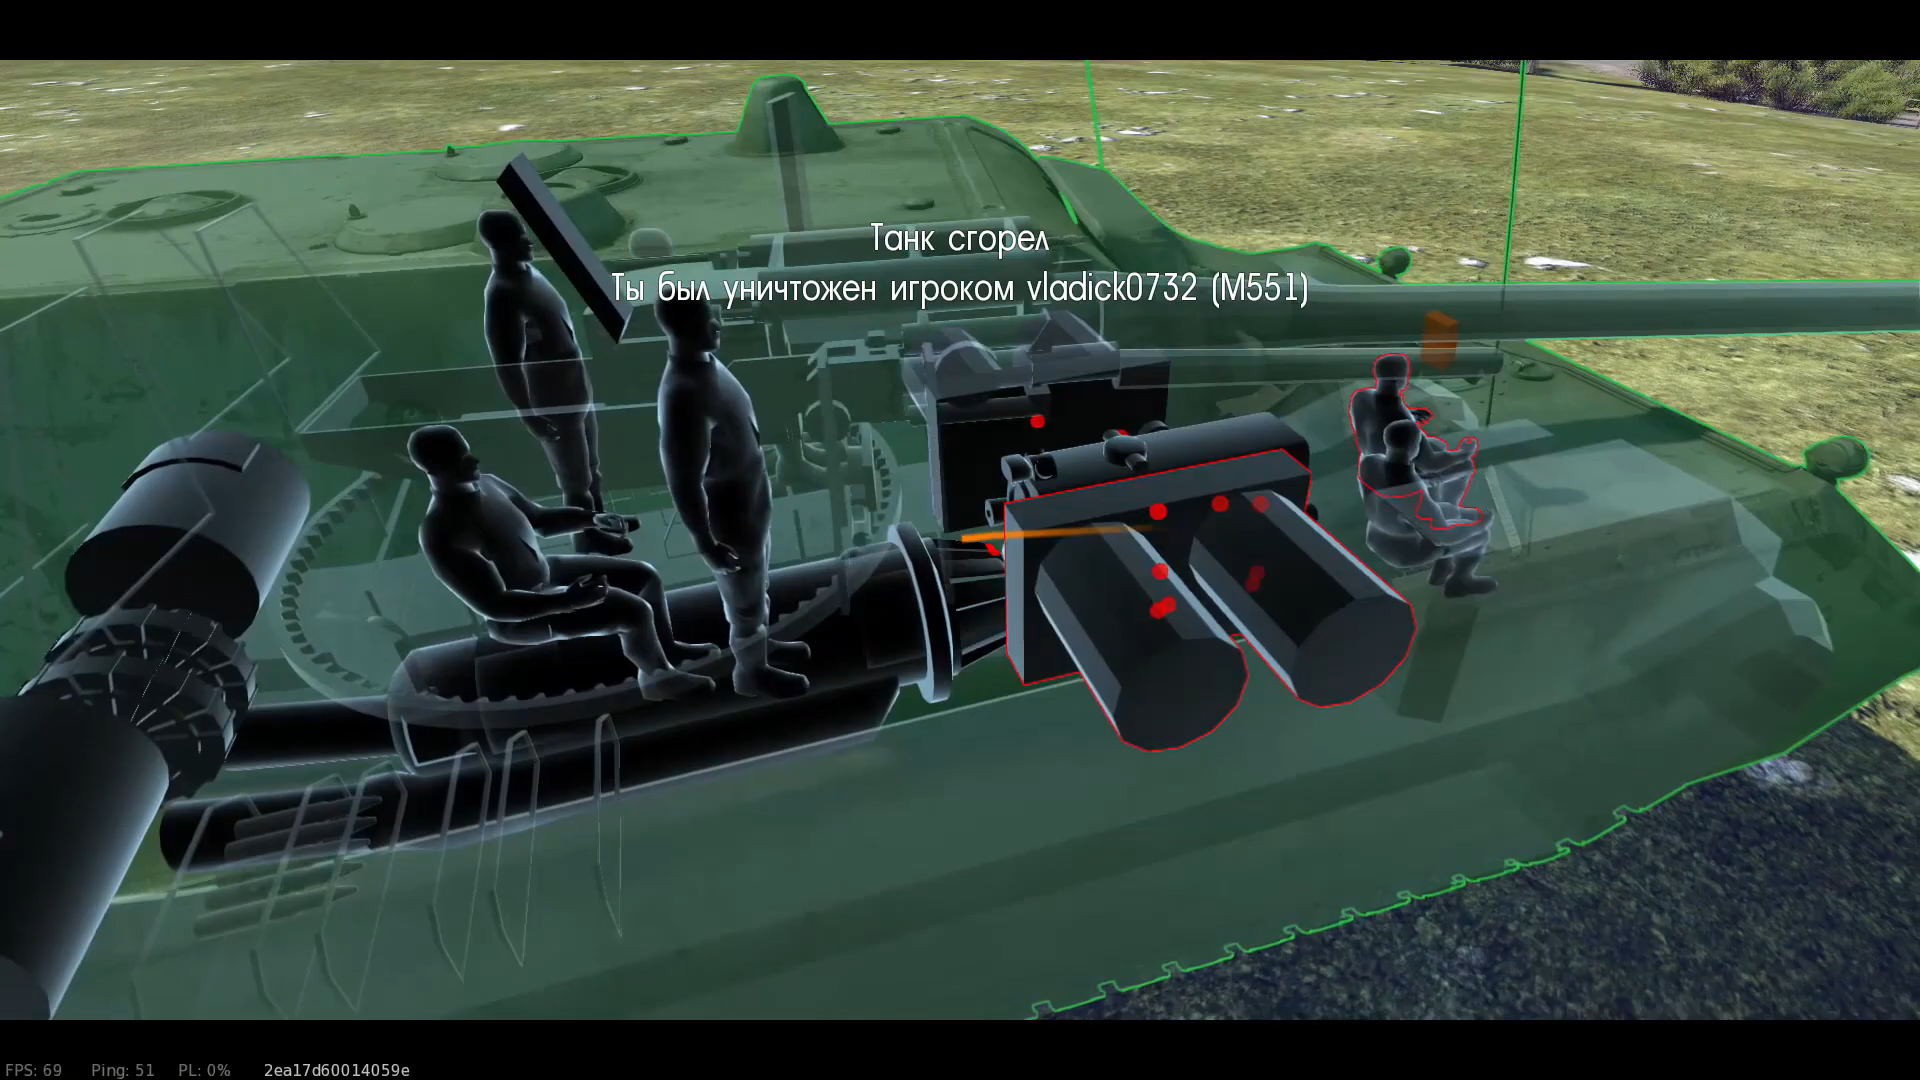 Танк сгорел
Ты был уничтожен игроком vladick0732 (M551)
FPS: 69 Ping: 51 PL: 0% 2ea17d60014059e